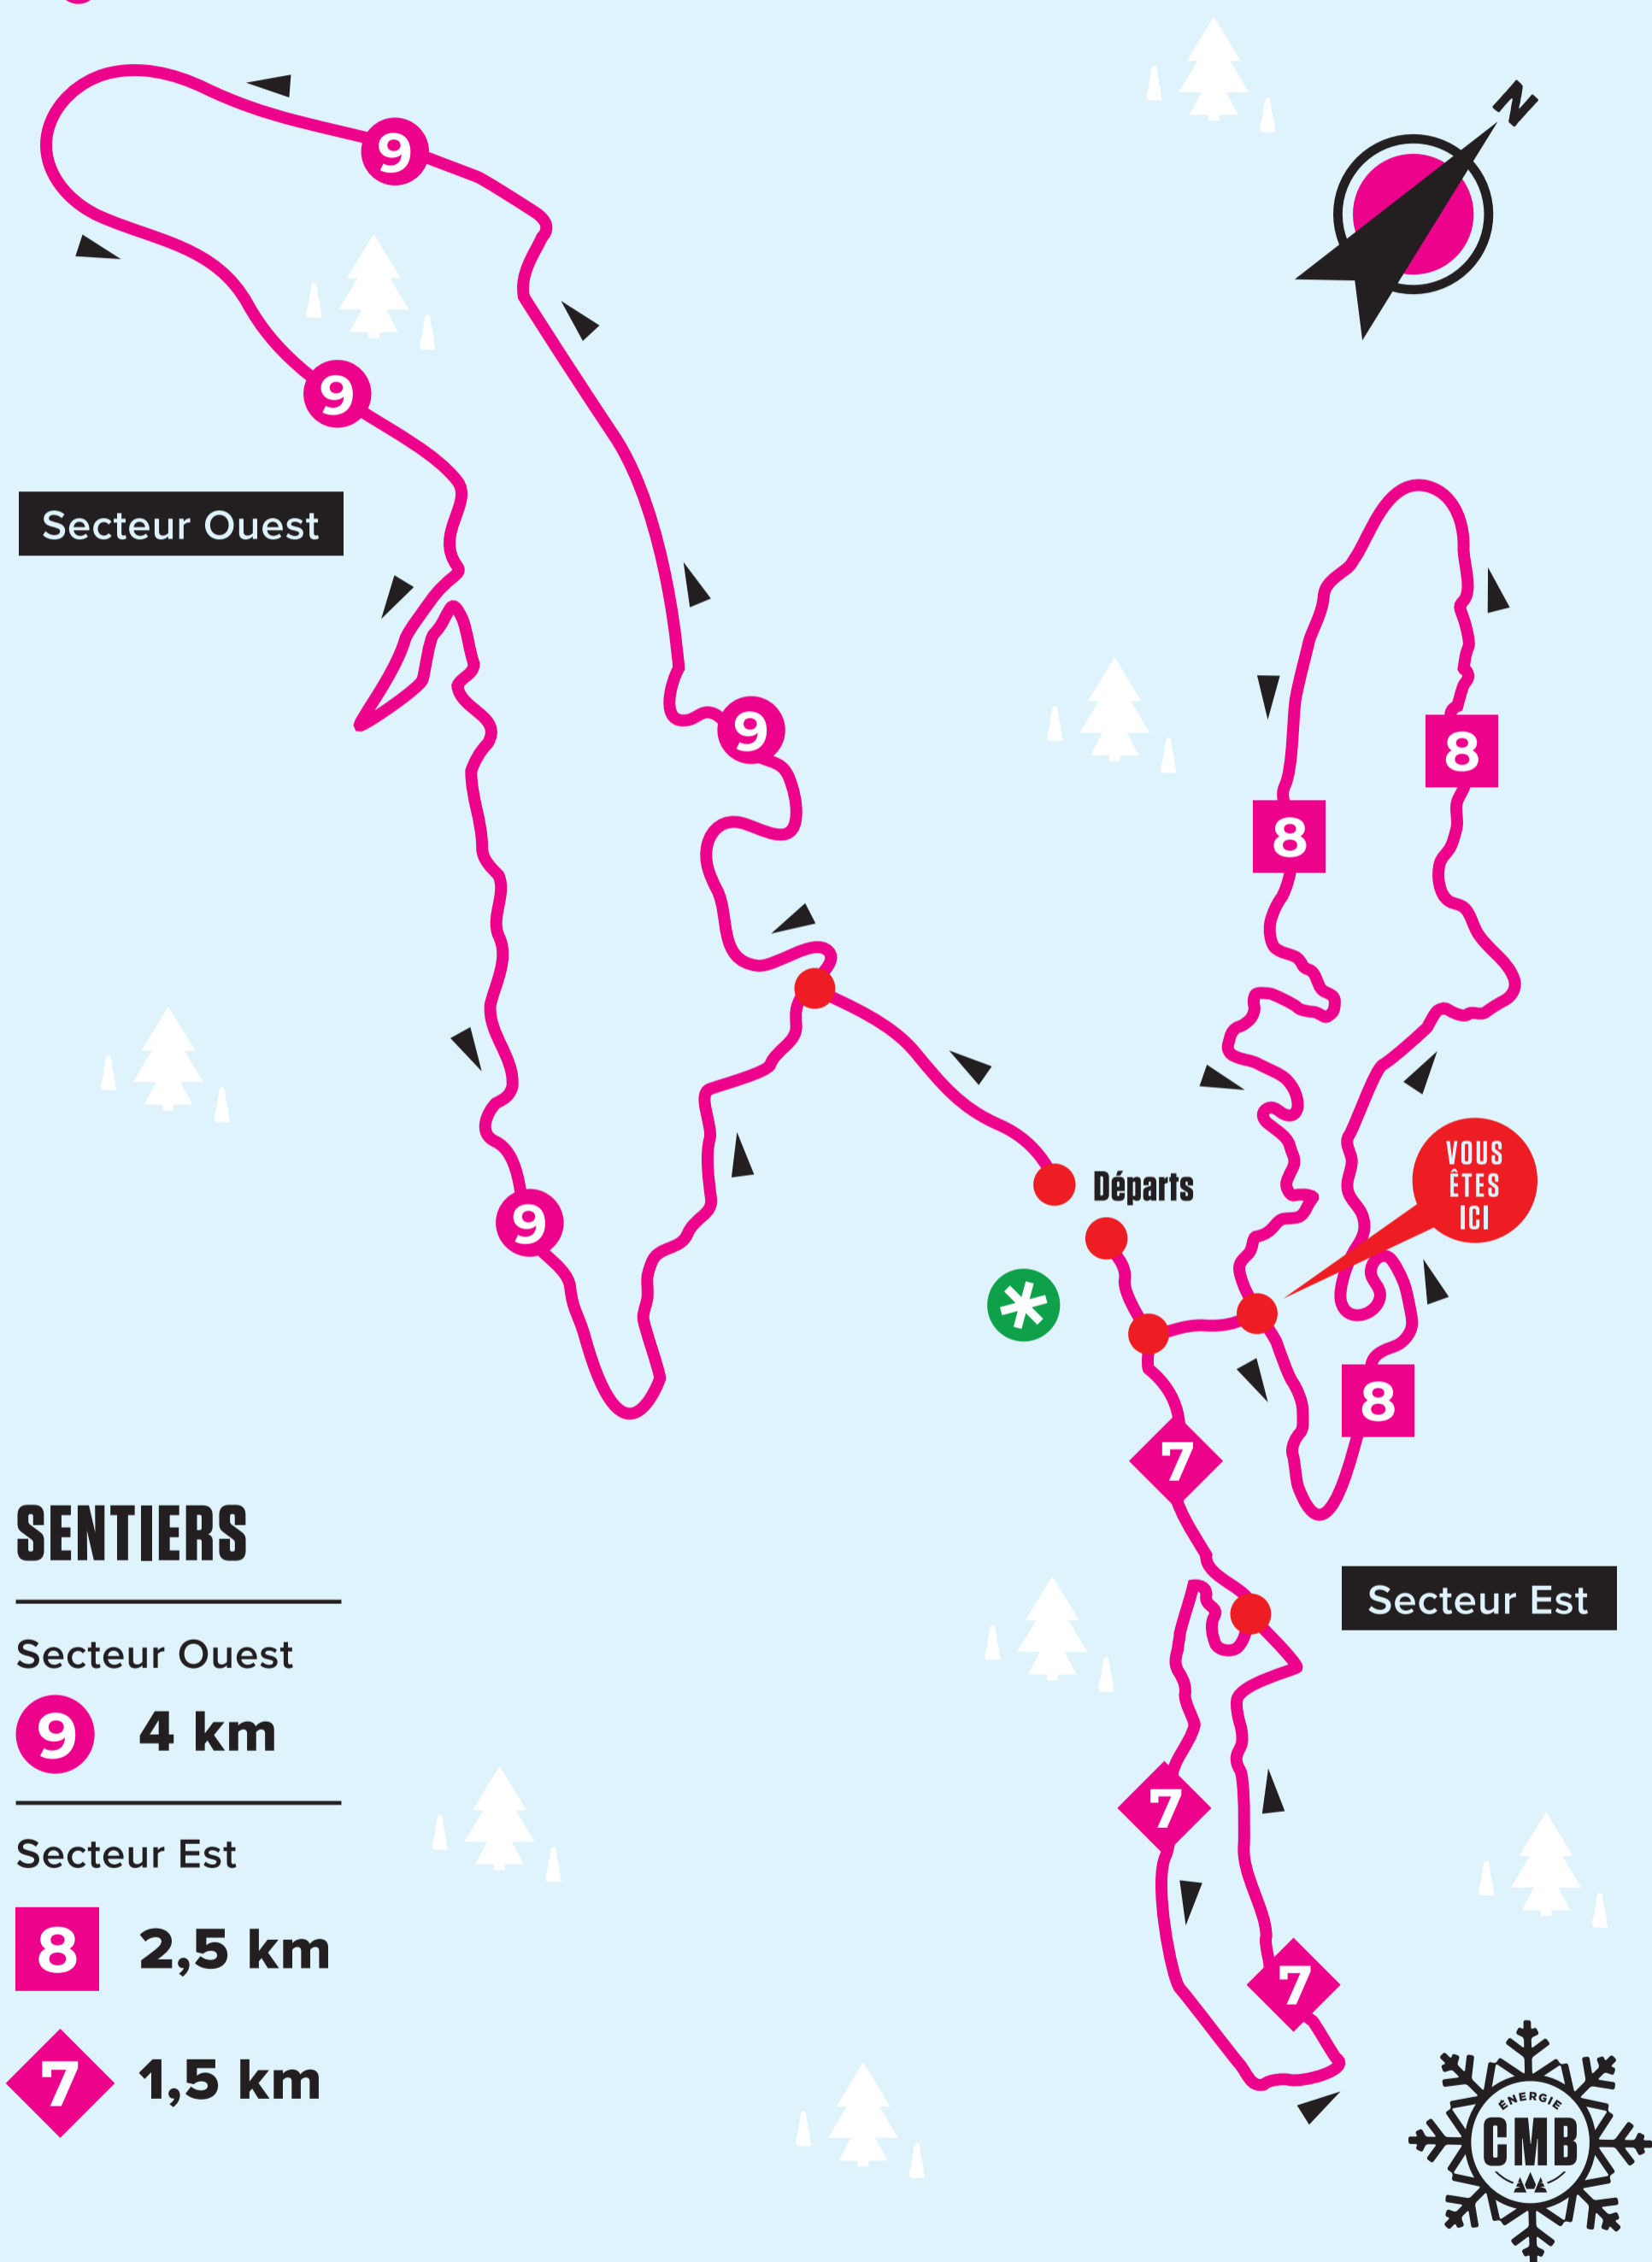 9
N
9
Secteur Ouest
8
9
8
VOUS
ÊTES
ICI
Départs
9
*
8
7
SENTIERS
Secteur Est
Secteur Ouest
9 4 km
7
Secteur Est
8 2,5 km
7
7 1,5 km
ÉNERGIE
CMB